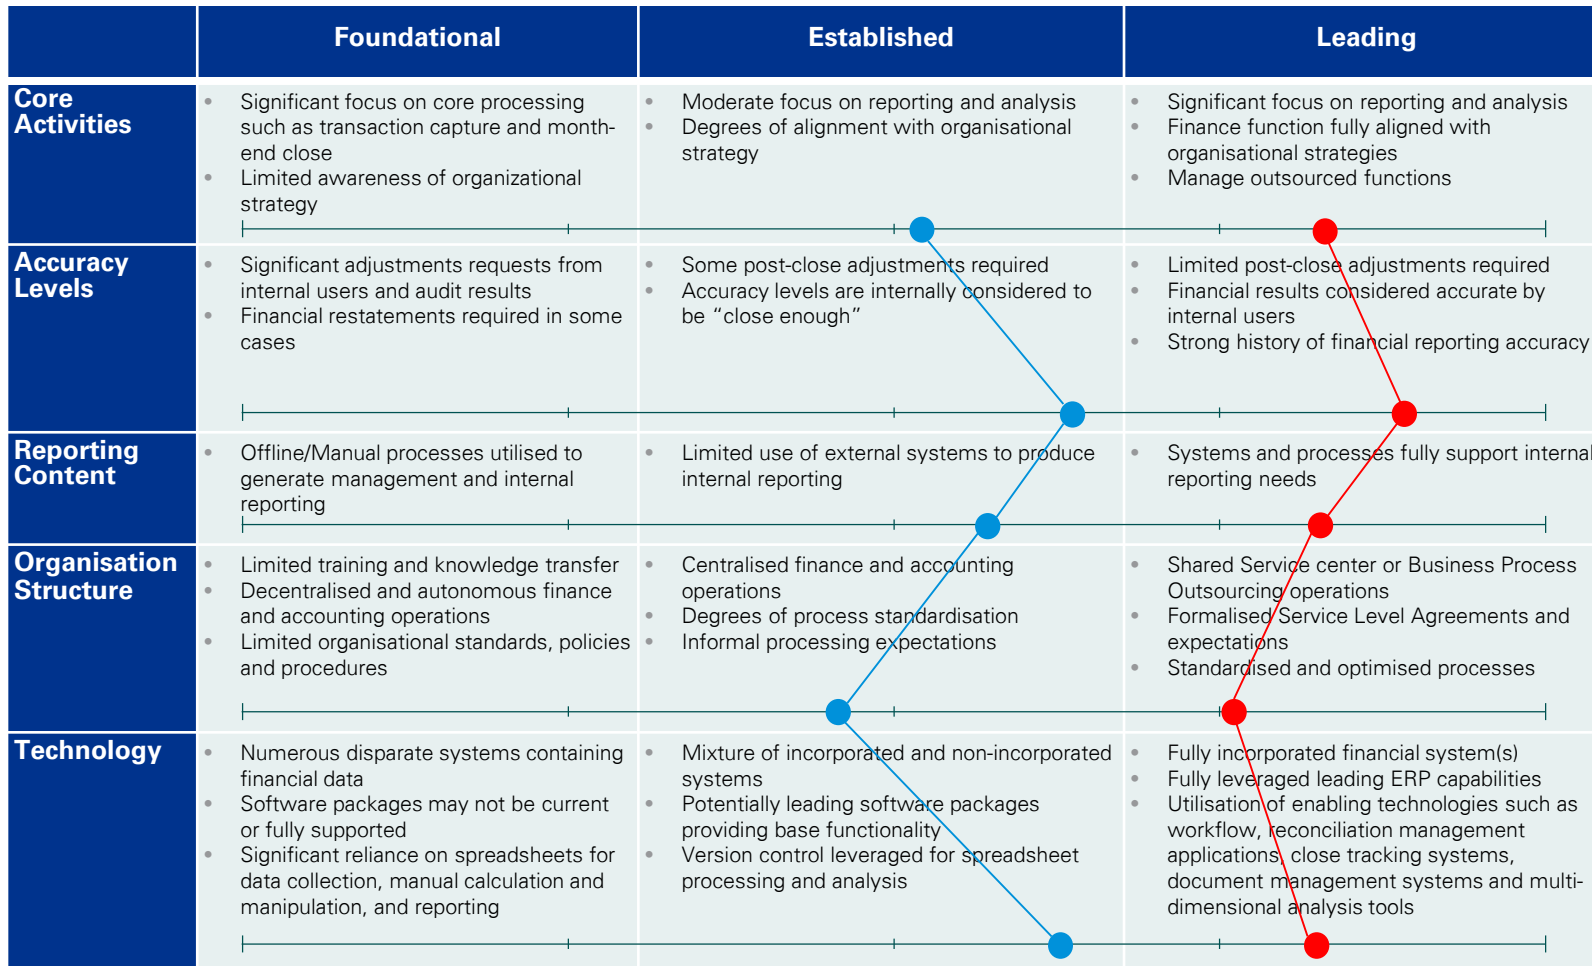 Foundational
Established
Leading
Core
Activities
Significant focus on core processing
such as transaction capture and month-
end close
Limited awareness of organizational
strategy
Moderate focus on reporting and analysis
Degrees of alignment with organisational
strategy
Significant focus on reporting and analysis
Finance function fully aligned with
organisational strategies
Manage outsourced functions
Accuracy
Levels
Significant adjustments requests from
internal users and audit results
Financial restatements required in some
cases
Some post-close adjustments required
Accuracy levels are internally considered to
be “close enough”
Limited post-close adjustments required
Financial results considered accurate by
internal users
Strong history of financial reporting accuracy
Reporting
Content
Offline/Manual processes utilised to
generate management and internal
reporting
Limited use of external systems to produce
internal reporting
Systems and processes fully support internal
reporting needs
Organisation
Structure
Limited training and knowledge transfer
Decentralised and autonomous finance
and accounting operations
Limited organisational standards, policies
and procedures
Centralised finance and accounting
operations
Degrees of process standardisation
Informal processing expectations
Shared Service center or Business Process
Outsourcing operations
Formalised Service Level Agreements and
expectations
Standardised and optimised processes
Technology
Numerous disparate systems containing
financial data
Software packages may not be current
or fully supported
Significant reliance on spreadsheets for
data collection, manual calculation and
manipulation, and reporting
Mixture of incorporated and non-incorporated
systems
Potentially leading software packages
providing base functionality
Version control leveraged for spreadsheet
processing and analysis
Fully incorporated financial system(s)
Fully leveraged leading ERP capabilities
Utilisation of enabling technologies such as
workflow, reconciliation management
applications, close tracking systems,
document management systems and multi-
dimensional analysis tools